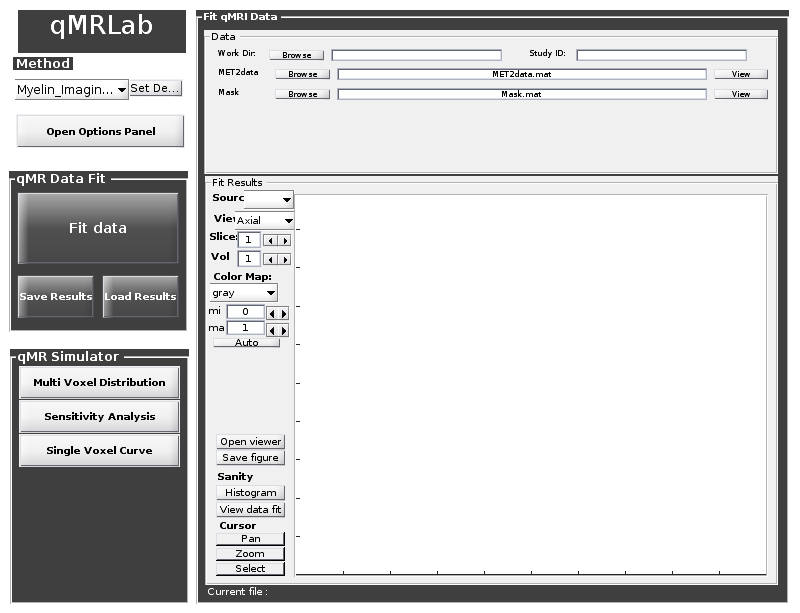 qMRLab
Method
Myelin_Imagin...
Set De...
Open Options Panel
qMR Data Fit
Fit data
Save Results
Load Results
qMR Simulator
Multi Voxel Distribution
Sensitivity Analysis
Single Voxel Curve
Fit qMRI Data
Data
Work Dir:
Browse
Study ID:
MET2data
Browse
MET2data.mat
View
Mask
Browse
Mask.mat
View
Fit Results
Sourc
Viev
Axial
Slice:
1
Vol
1
Color Map:
gray
mi
0
ma
1
Auto
Open viewer
Save figure
Sanity
Histogram
View data fit
Cursor
Pan
Zoom
Select
Current file :